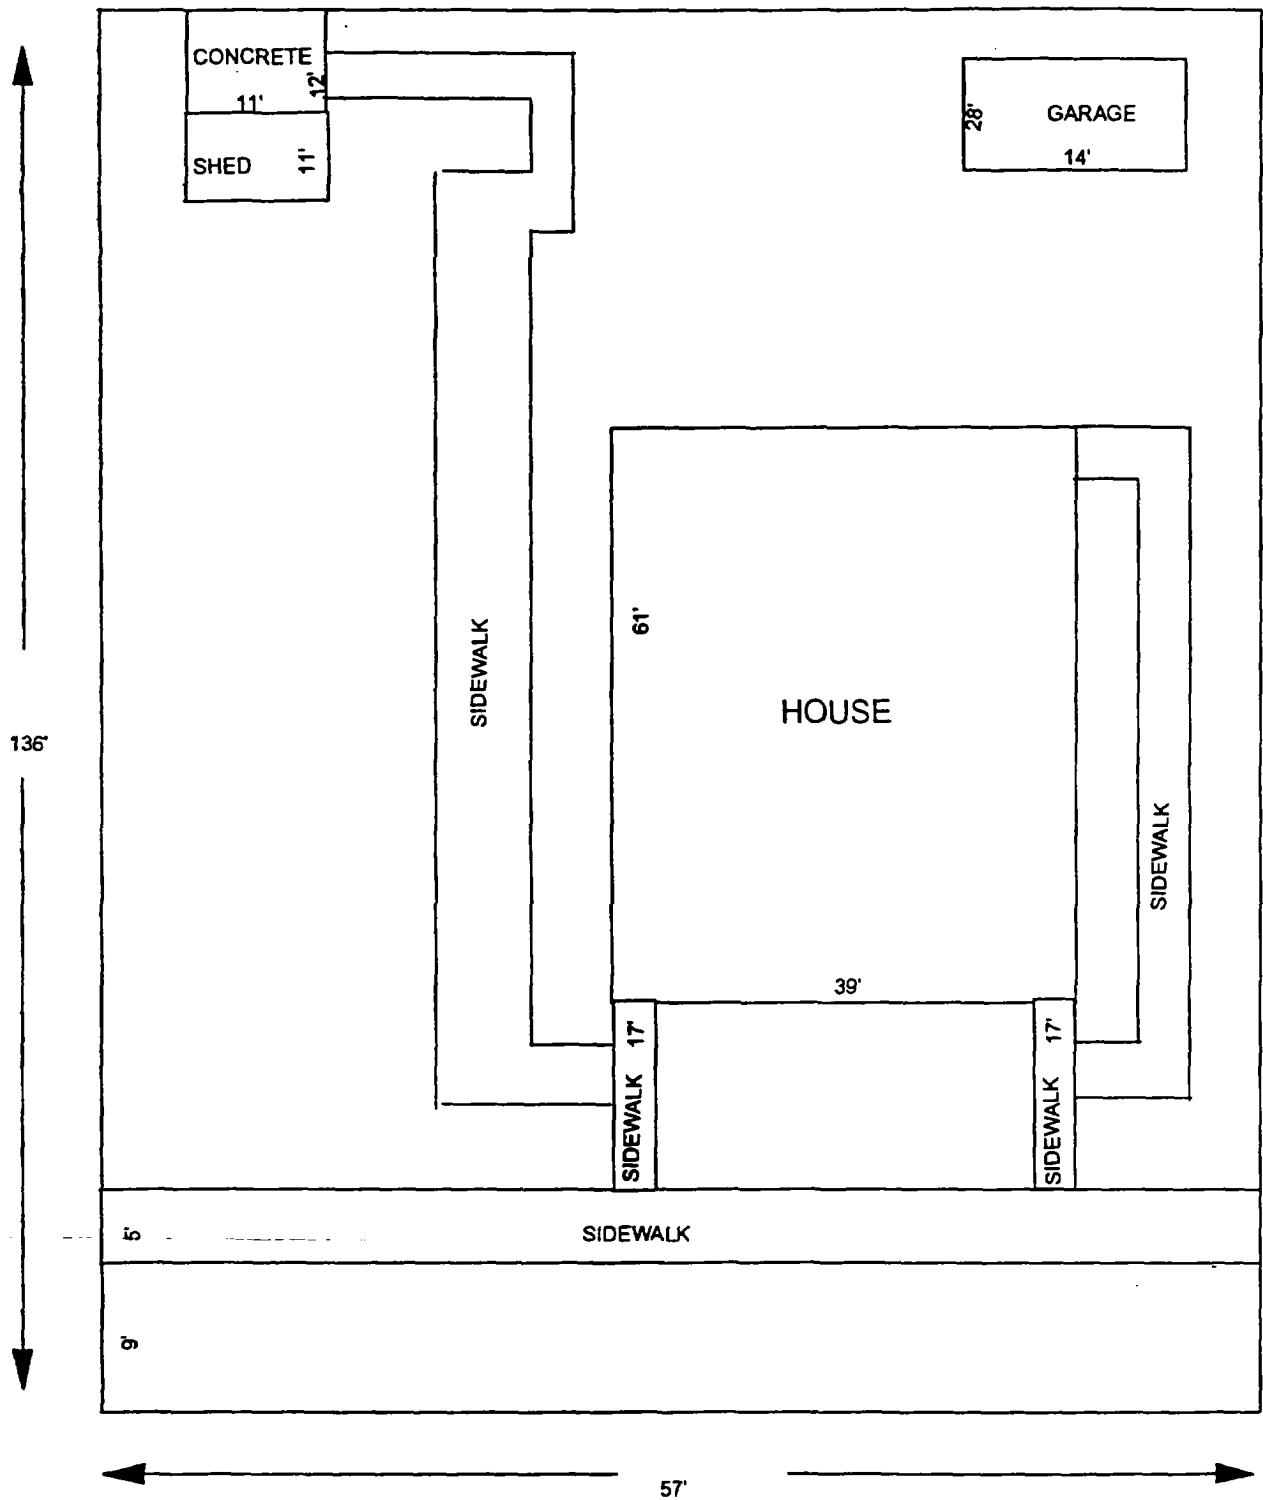 CONCRETE
12'
11'
SHED
11'
28'
GARAGE
14'
61'
SIDEWALK
HOUSE
136'
SIDEWALK
39'
17'
SIDEWALK
17'
SIDEWALK
5'
SIDEWALK
9'
57'